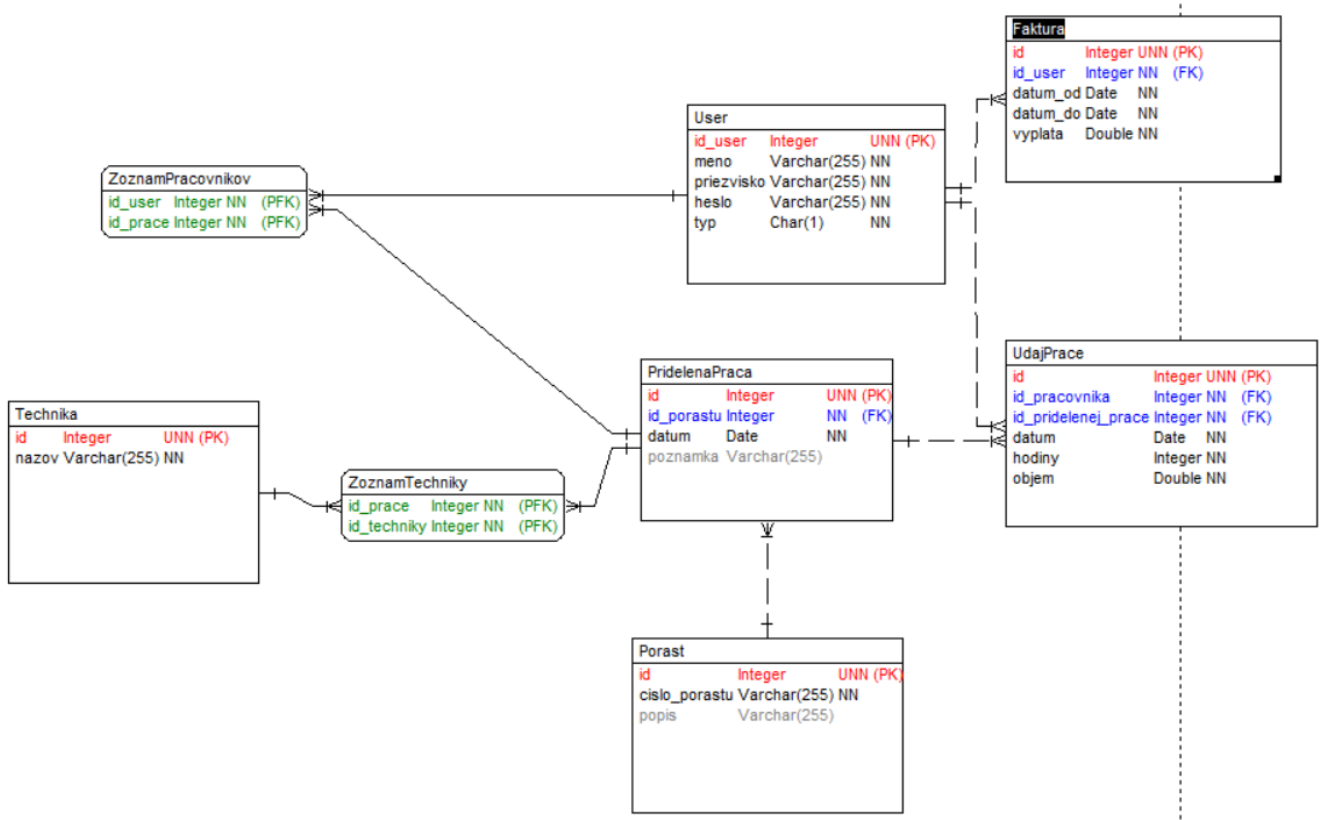 Faktura
id Integer UNN (PK)
id_user Integer NN (FK)
datum_od Date NN
datum_do Date NN
vyplata Double NN
User
id_user Integer UNN (PK)
meno Varchar(255) NN
priezvisko Varchar(255) NN
heslo Varchar(255) NN
typ Char(1) NN
ZoznamPracovnikov
id_user Integer NN (PFK)
id_prace Integer NN (PFK)
UdajPrace
id Integer UNN (PK)
id_pracovnika Integer NN (FK)
id_pridelenej_prace Integer NN (FK)
datum Date NN
hodiny Integer NN
objem Double NN
PridelenaPraca
id Integer UNN (PK)
id_porastu Integer NN (FK)
datum Date NN
poznamka Varchar(255)
Technika
id Integer UNN (PK)
nazov Varchar(255) NN
ZoznamTechniky
id_prace Integer NN (PFK)
id_techniky Integer NN (PFK)
Porast
id Integer UNN (PK)
cislo_porastu Varchar(255) NN
popis Varchar(255)